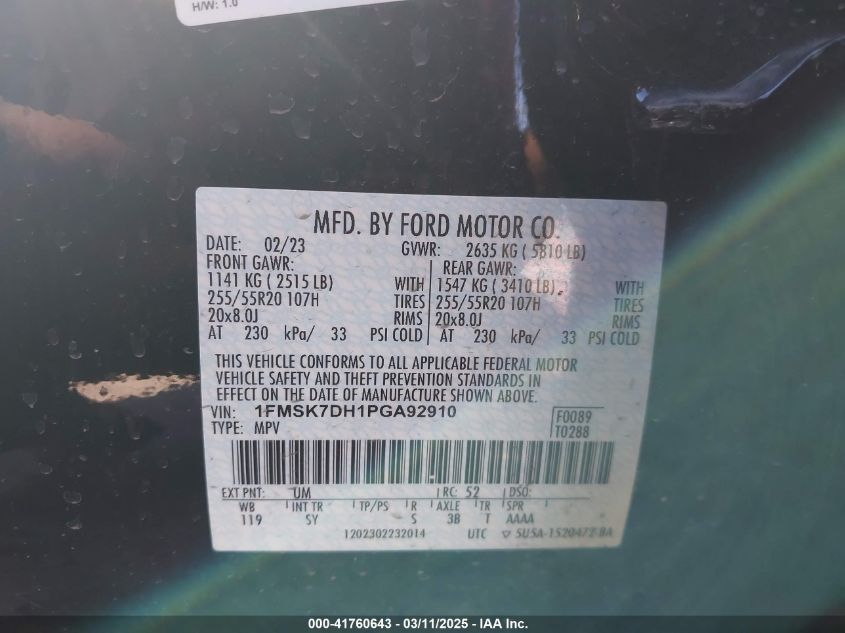 H/W: 1.0
MFD. BY FORD MOTOR CO.
DATE: 02/23 GVWR: 2635 KG ( 5810 LB)
FRONT GAWR: REAR GAWR:
1141 KG ( 2515 LB) WITH 1547 KG ( 3410 LB) WITH
255/55R20 107H TIRES 255/55R20 107H TIRES
20x8.0J RIMS 20x8.0J RIMS
AT 230 kPa/ 33 PSI COLD AT 230 kPa/ 33 PSI COLD
THIS VEHICLE CONFORMS TO ALL APPLICABLE FEDERAL MOTOR
VEHICLE SAFETY AND THEFT PREVENTION STANDARDS IN
EFFECT ON THE DATE OF MANUFACTURE SHOWN ABOVE.
VIN: 1FMSK7DH1PGA92910 F0089
TYPE: MPV T0288
EXT PNT: UM RC: 52 DSO:
WB INT TR TP/PS R AXLE TR SPR
119 SY S 3B T AAAA
1202302232014 UTC ▽ 5U5A-1520472-BA
000-41760643 / 03/11/2025 - IAA Inc.